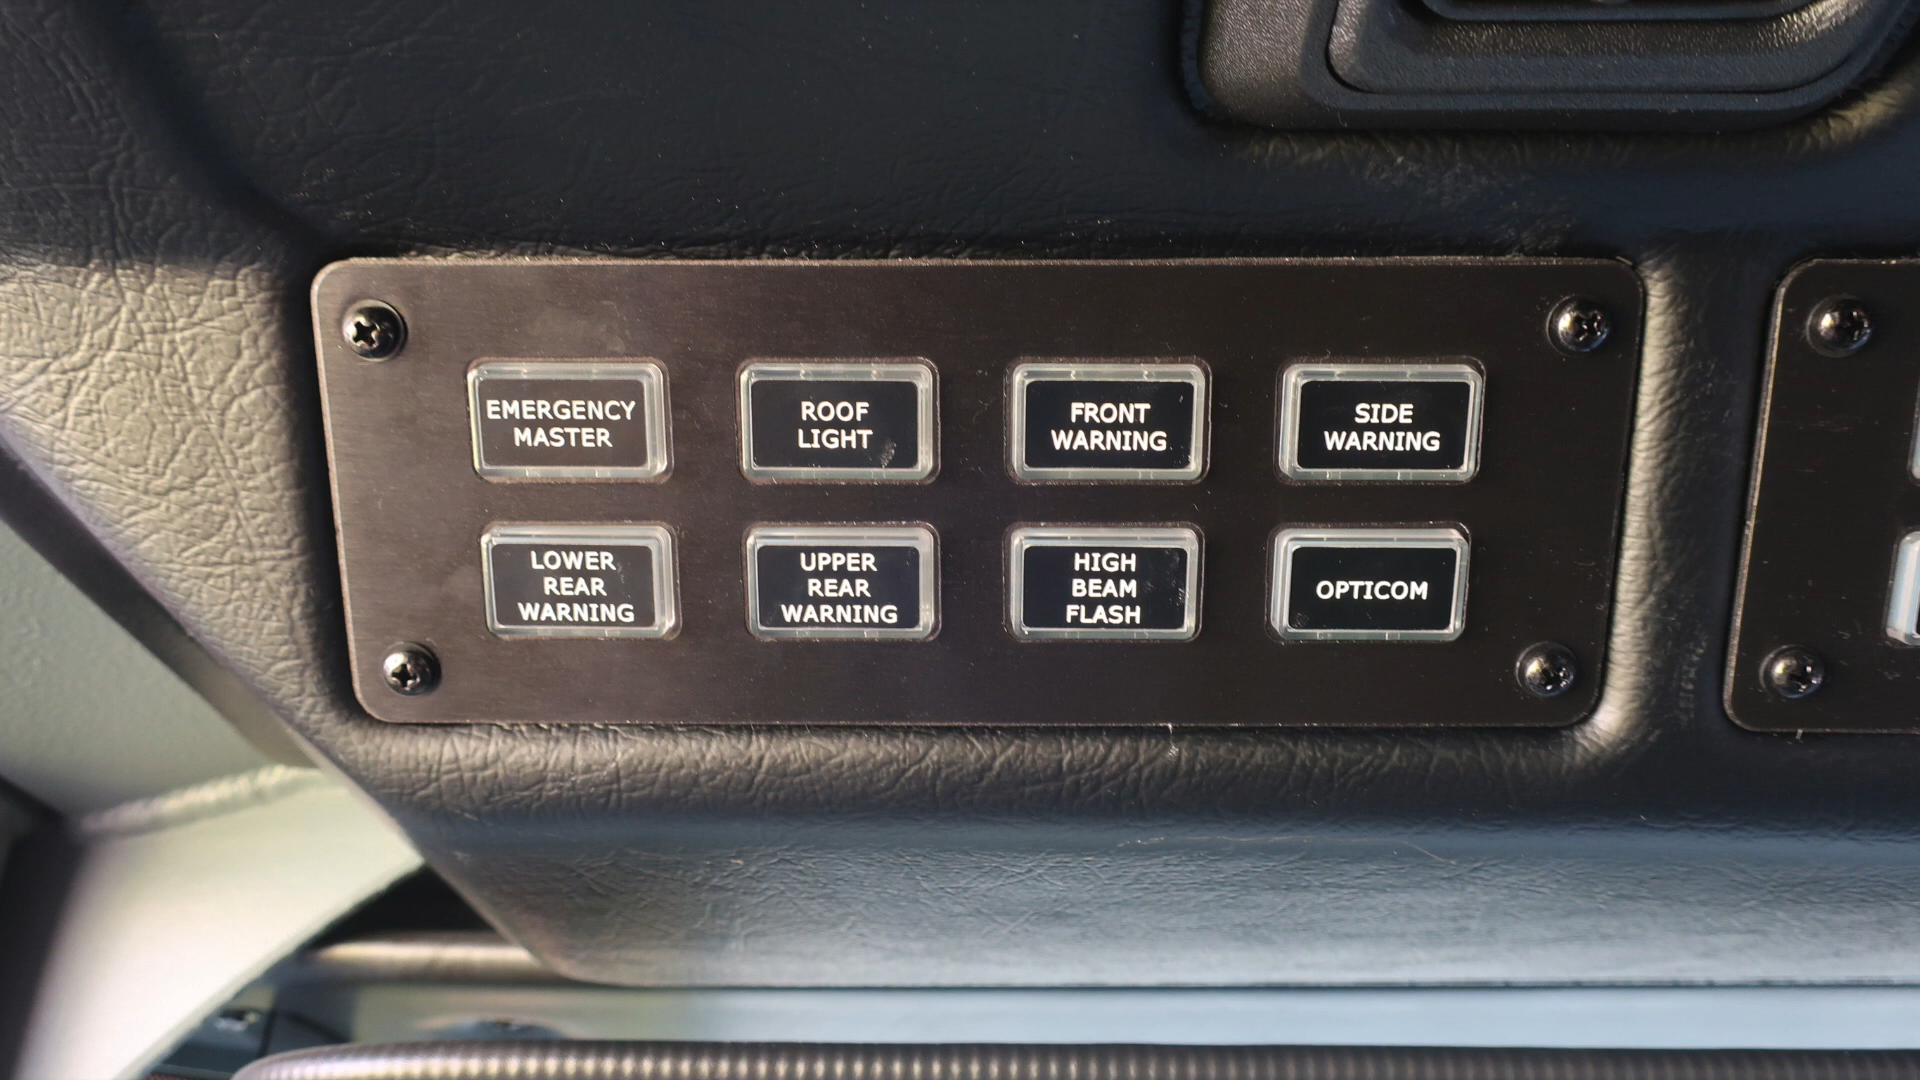 EMERGENCY
MASTER
ROOF
LIGHT
FRONT
WARNING
SIDE
WARNING
LOWER
REAR
WARNING
UPPER
REAR
WARNING
HIGH
BEAM
FLASH
OPTICOM